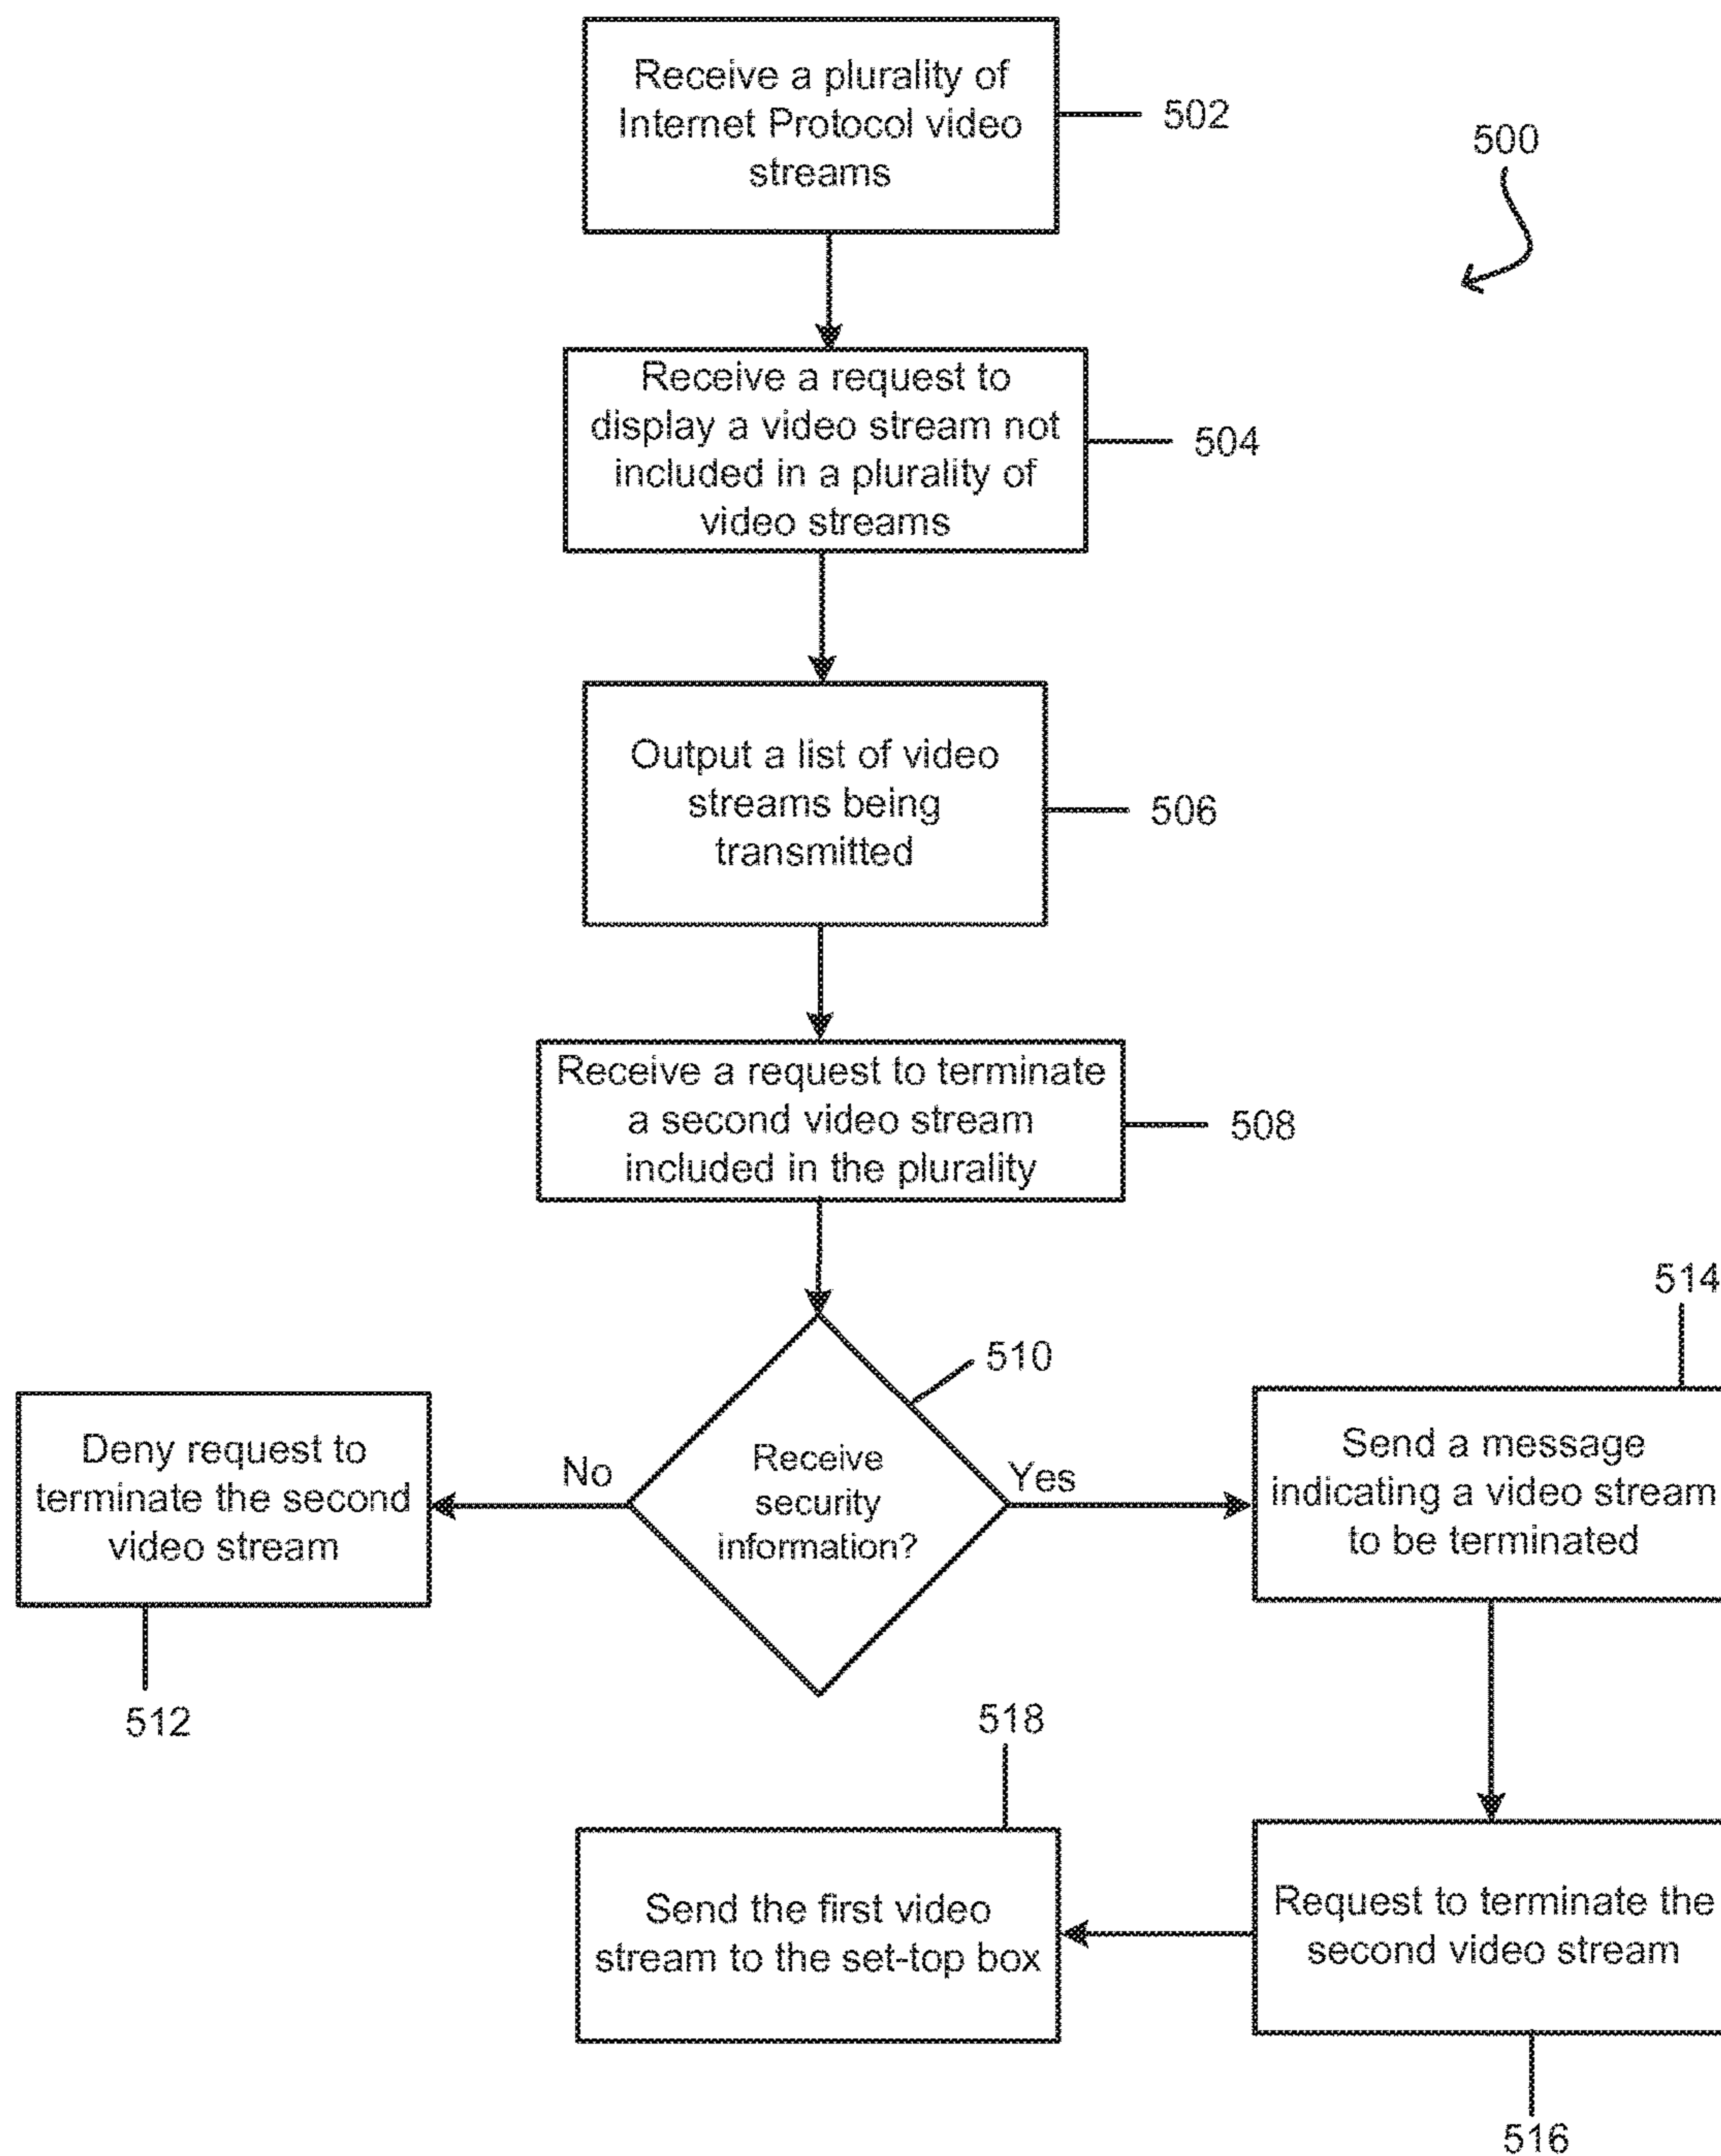 Receive a plurality of
Internet Protocol video
streams
502
500
Receive a request to
display a video stream not
included in a plurality of
video streams
504
Output a list of video
streams being
transmitted
506
Receive a request to terminate
a second video stream
included in the plurality
508
510
Receive
security
information?
No
Yes
Deny request to
terminate the second
video stream
512
514
Send a message
indicating a video stream
to be terminated
518
Send the first video
stream to the set-top box
Request to terminate the
second video stream
516